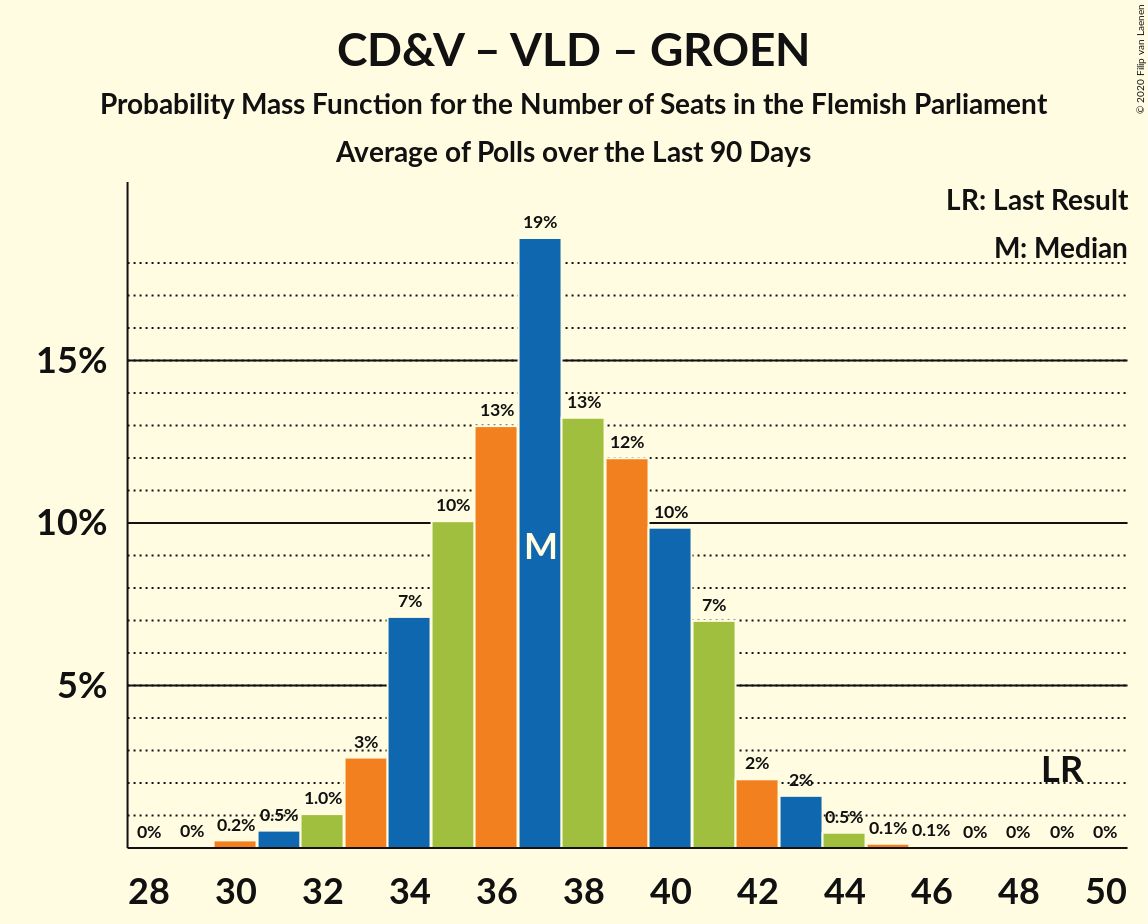 CD&V – VLD – GROEN
Probability Mass Function for the Number of Seats in the Flemish Parliament
Average of Polls over the Last 90 Days
© 2020 Filip van Laenen
LR: Last Result
M: Median
15%
10%
5%
0%
0%
0.2%
0.5%
1.0%
3%
7%
10%
13%
19%
13%
12%
10%
7%
2%
2%
0.5%
0.1%
0.1%
0%
0%
0%
0%
M
LR
28 30 32 34 36 38 40 42 44 46 48 50